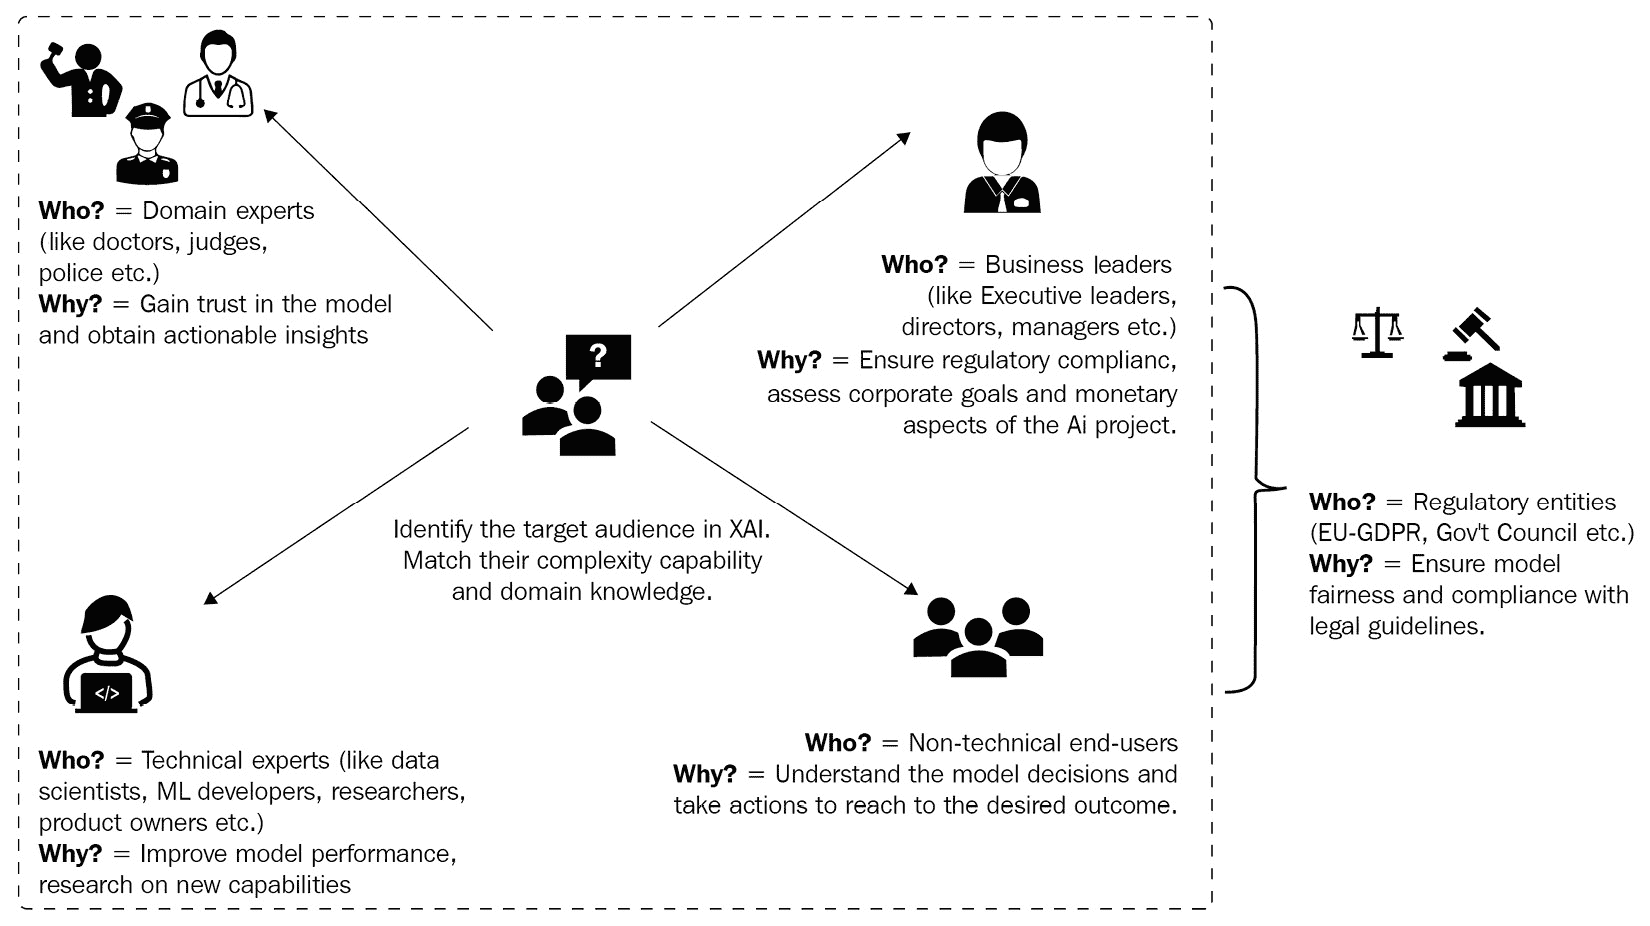 Who? = Domain experts
(like doctors, judges,
police etc.)
Why? = Gain trust in the model
and obtain actionable insights
Who? = Business leaders
(like Executive leaders,
directors, managers etc.)
Why? = Ensure regulatory complianc,
assess corporate goals and monetary
aspects of the Ai project.
?
Identify the target audience in XAI.
Match their complexity capability
and domain knowledge.
Who? = Regulatory entities
(EU-GDPR, Gov't Council etc.)
Why? = Ensure model
fairness and compliance with
legal guidelines.
</>
Who? = Technical experts (like data
scientists, ML developers, researchers,
product owners etc.)
Why? = Improve model performance,
research on new capabilities
Who? = Non-technical end-users
Why? = Understand the model decisions and
take actions to reach to the desired outcome.